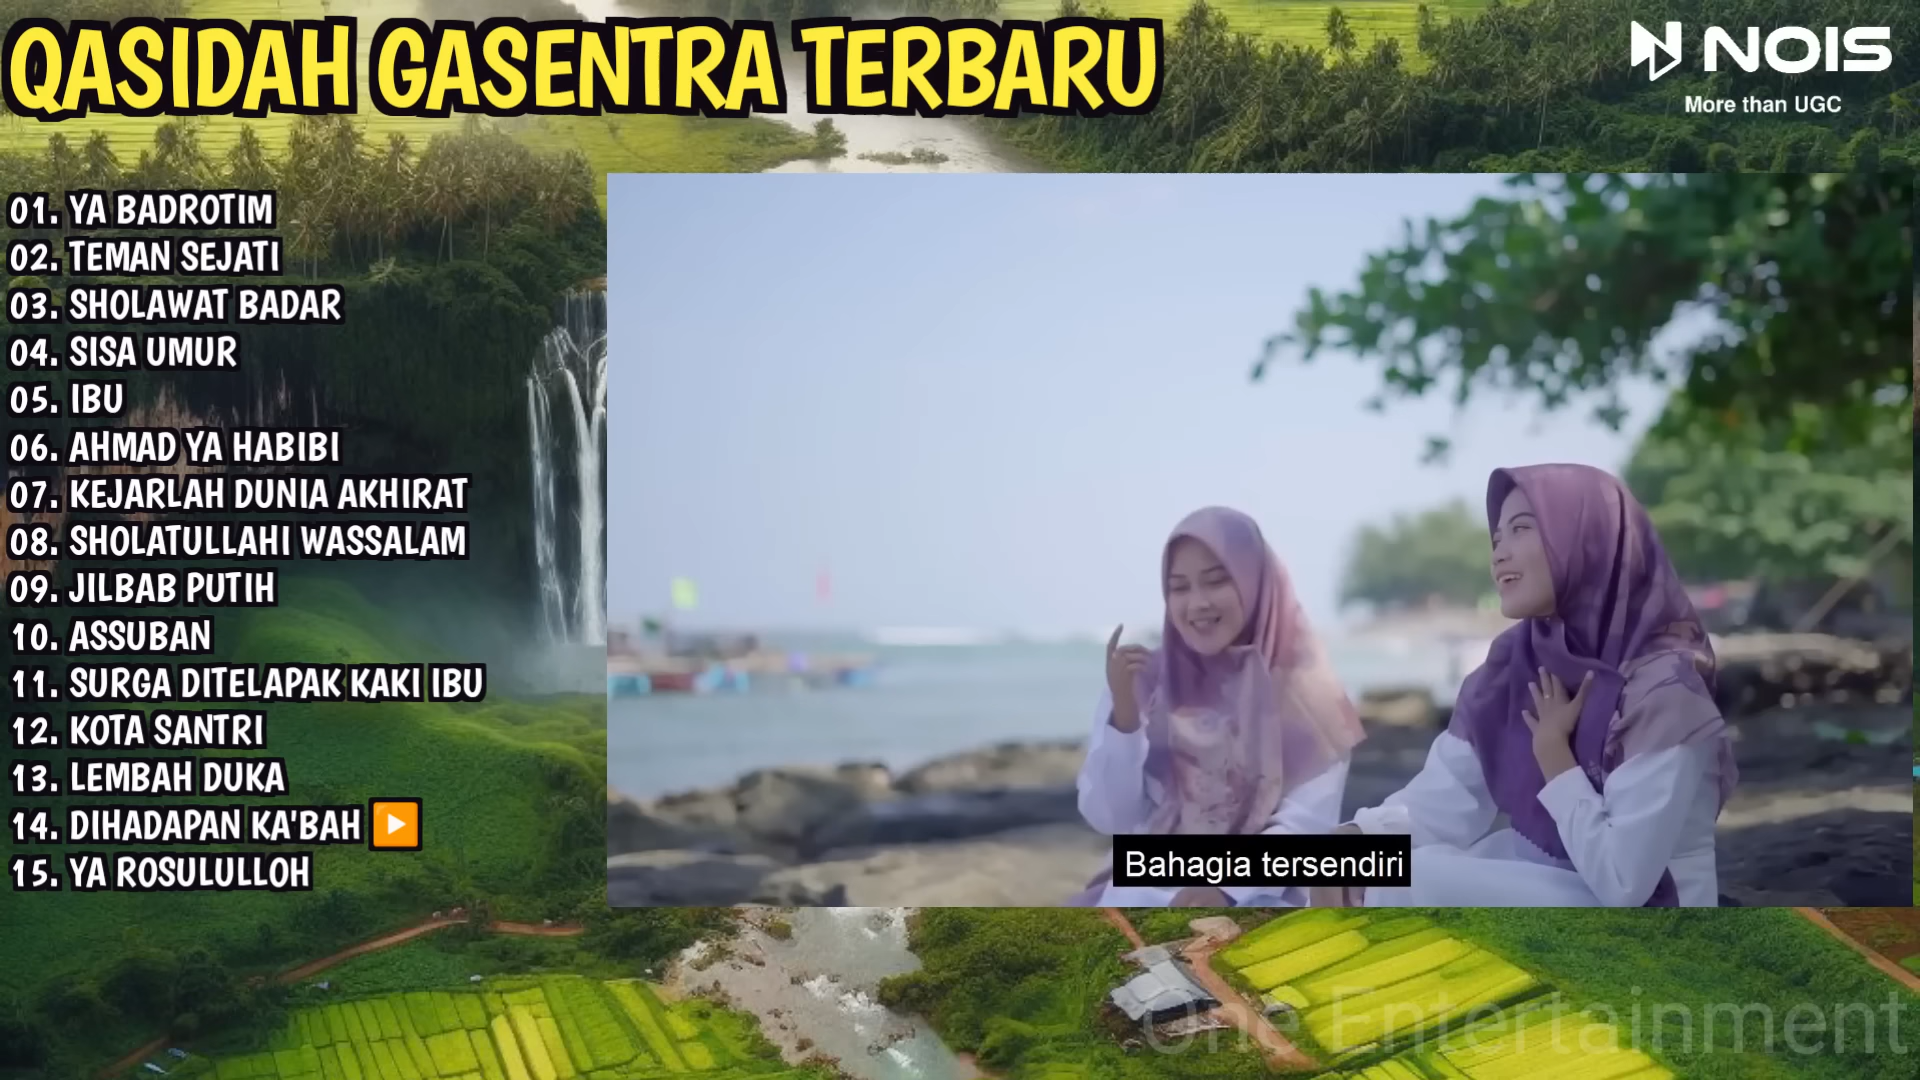 QASIDAH GASENTRA TERBARU
NOIS
More than UGC
01. YA BADROTIM
02. TEMAN SEJATI
03. SHOLAWAT BADAR
04. SISA UMUR
05. IBU
06. AHMAD YA HABIBI
07. KEJARLAH DUNIA AKHIRAT
08. SHOLATULLAHI WASSALAM
09. JILBAB PUTIH
10. ASSUBAN
11. SURGA DITELAPAK KAKI IBU
12. KOTA SANTRI
13. LEMBAH DUKA
14. DIHADAPAN KA'BAH
15. YA ROSULULLOH
Bahagia tersendiri
One Entertainment